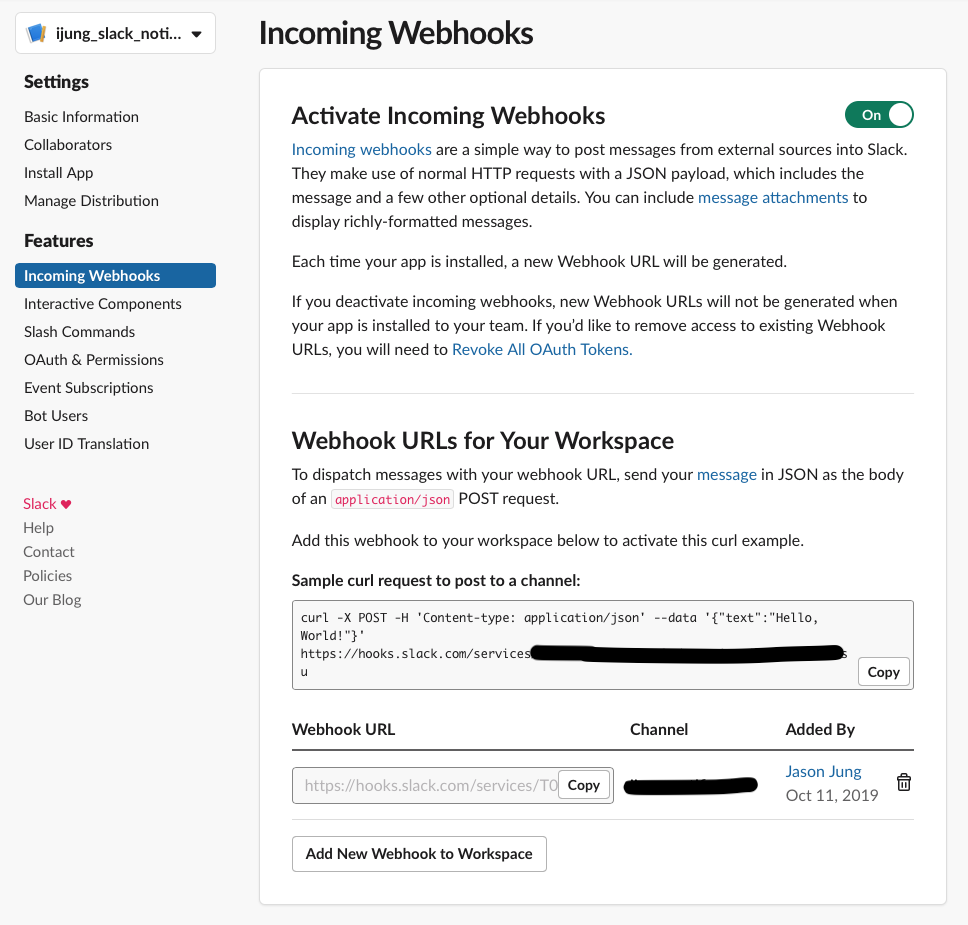 ijung_slack_noti...
Settings
Basic Information
Collaborators
Install App
Manage Distribution
Features
Incoming Webhooks
Interactive Components
Slash Commands
OAuth & Permissions
Event Subscriptions
Bot Users
User ID Translation
Slack ♥
Help
Contact
Policies
Our Blog
Incoming Webhooks
Activate Incoming Webhooks
On
Incoming webhooks are a simple way to post messages from external sources into Slack.
They make use of normal HTTP requests with a JSON payload, which includes the
message and a few other optional details. You can include message attachments to
display richly-formatted messages.
Each time your app is installed, a new Webhook URL will be generated.
If you deactivate incoming webhooks, new Webhook URLs will not be generated when
your app is installed to your team. If you’d like to remove access to existing Webhook
URLs, you will need to Revoke All OAuth Tokens.
Webhook URLs for Your Workspace
To dispatch messages with your webhook URL, send your message in JSON as the body
of an application/json POST request.
Add this webhook to your workspace below to activate this curl example.
Sample curl request to post to a channel:
curl -X POST -H 'Content-type: application/json' --data '{"text":"Hello,
World!"}'
https://hooks.slack.com/services
u
Copy
Webhook URL Channel Added By
https://hooks.slack.com/services/T0 Copy Jason Jung
Oct 11, 2019
Add New Webhook to Workspace